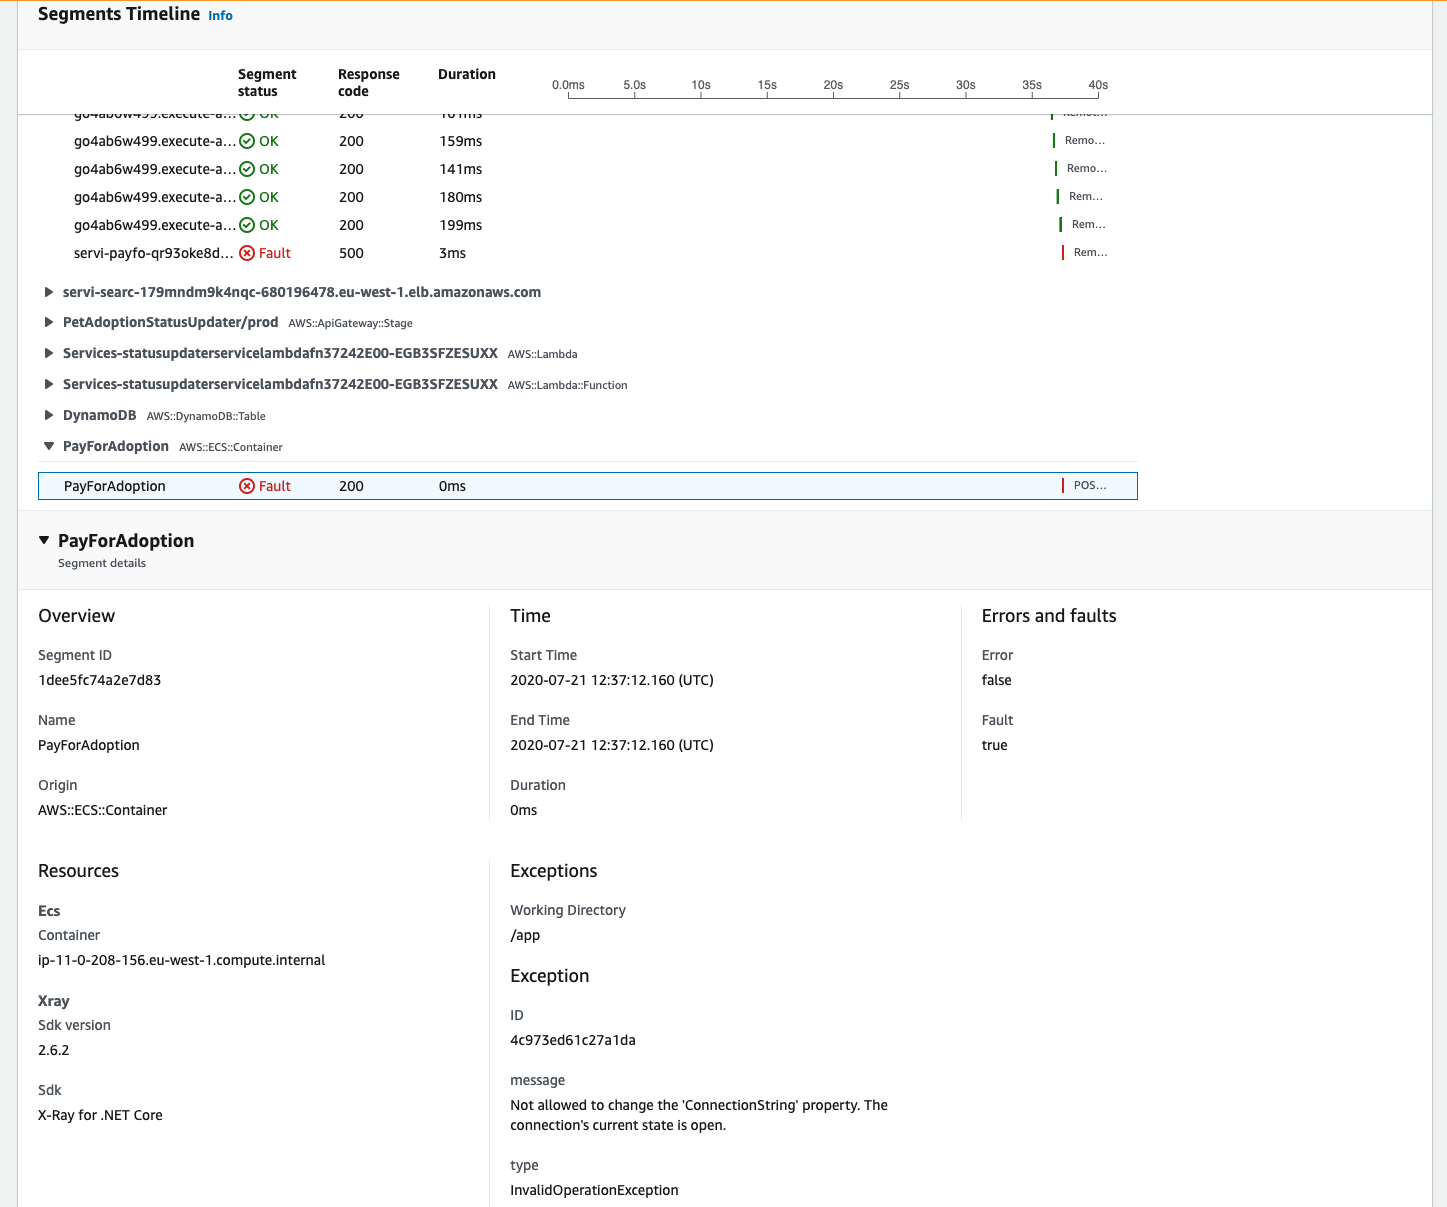 Segments Timeline Info
Segment status Response code Duration
0.0ms 5.0s 10s 15s 20s 25s 30s 35s 40s
go4ab6w499.execute-a... OK 200 161ms
go4ab6w499.execute-a... OK 200 159ms Remo...
go4ab6w499.execute-a... OK 200 141ms Remo...
go4ab6w499.execute-a... OK 200 180ms Rem...
go4ab6w499.execute-a... OK 200 199ms Rem...
servi-payfo-qr93oke8d... Fault 500 3ms Rem...
servi-searc-179mndm9k4nqc-680196478.eu-west-1.elb.amazonaws.com
PetAdoptionStatusUpdater/prod AWS::ApiGateway::Stage
Services-statusupdaterservicelambdafn37242E00-EGB3SFZESUXX AWS::Lambda
Services-statusupdaterservicelambdafn37242E00-EGB3SFZESUXX AWS::Lambda::Function
DynamoDB AWS::DynamoDB::Table
PayForAdoption AWS::ECS::Container
PayForAdoption Fault 200 0ms POS...
PayForAdoption
Segment details
Overview
Segment ID
1dee5fc74a2e7d83
Name
PayForAdoption
Origin
AWS::ECS::Container
Time
Start Time
2020-07-21 12:37:12.160 (UTC)
End Time
2020-07-21 12:37:12.160 (UTC)
Duration
0ms
Errors and faults
Error
false
Fault
true
Resources
Ecs
Container
ip-11-0-208-156.eu-west-1.compute.internal
Xray
Sdk version
2.6.2
Sdk
X-Ray for .NET Core
Exceptions
Working Directory
/app
Exception
ID
4c973ed61c27a1da
message
Not allowed to change the 'ConnectionString' property. The
connection's current state is open.
type
InvalidOperationException